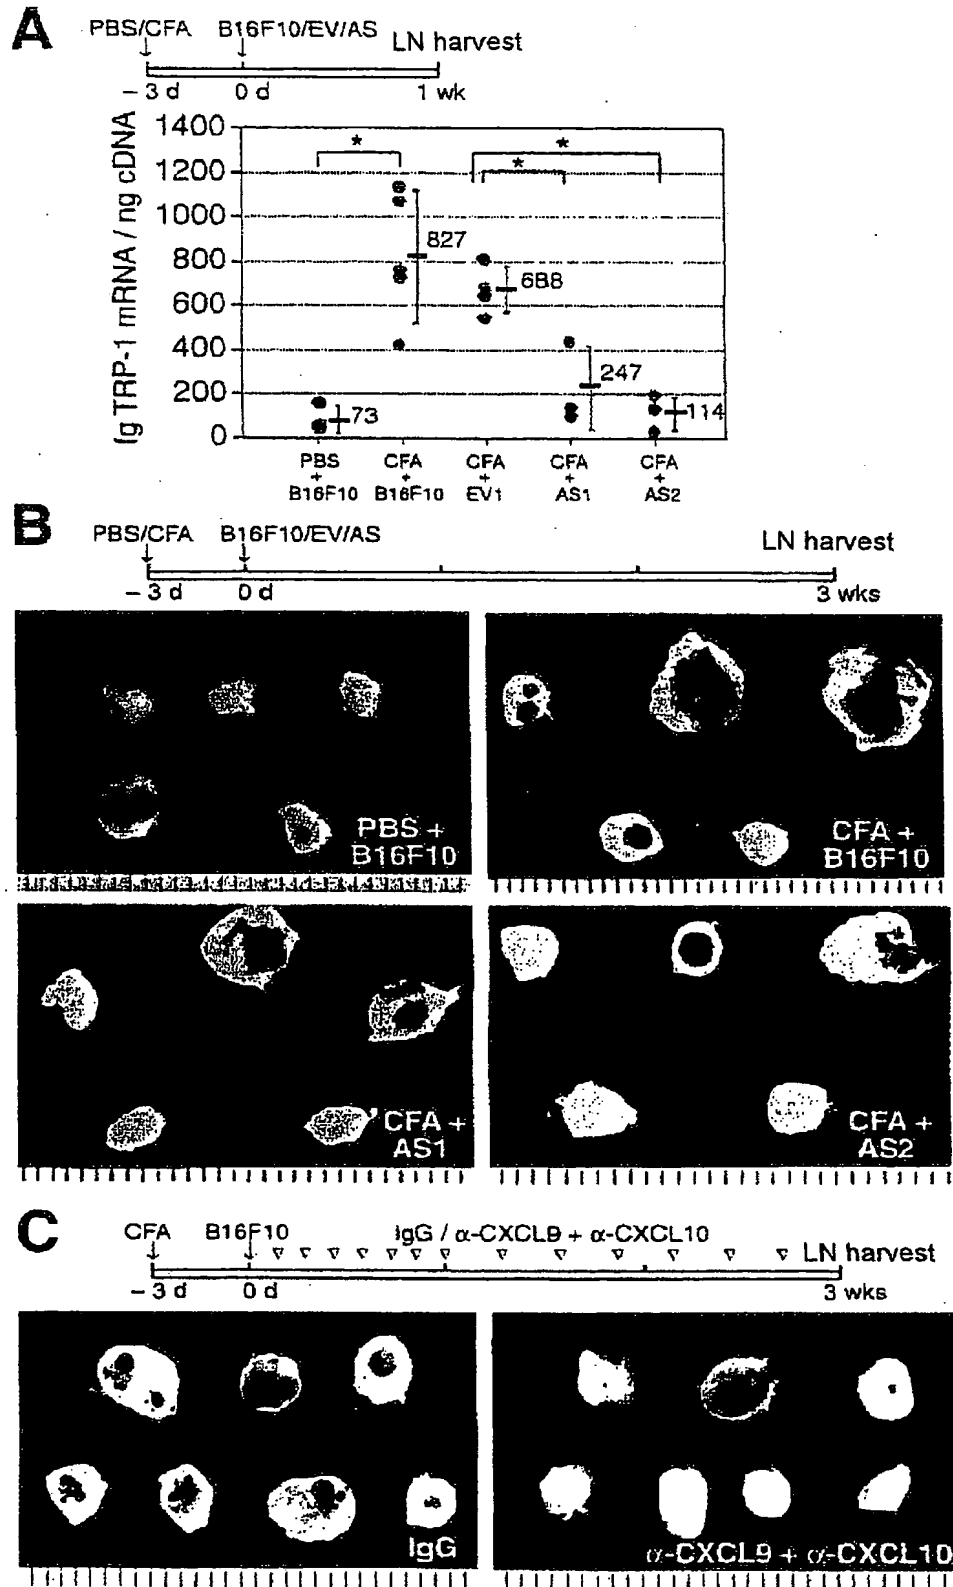 A
PBS/CFA B16F10/EV/AS LN harvest
– 3 d 0 d 1 wk
fg TRP-1 mRNA / ng cDNA
1400
1200
1000
800
600
400
200
0
* * *
73
827
688
247
114
PBS + B16F10
CFA + B16F10
CFA + EV1
CFA + AS1
CFA + AS2
B
PBS/CFA B16F10/EV/AS LN harvest
– 3 d 0 d 3 wks
PBS +
B16F10
CFA +
B16F10
CFA +
AS1
CFA +
AS2
C
CFA B16F10 IgG / α-CXCL9 + α-CXCL10 LN harvest
– 3 d 0 d 3 wks
IgG
α-CXCL9 + α-CXCL10